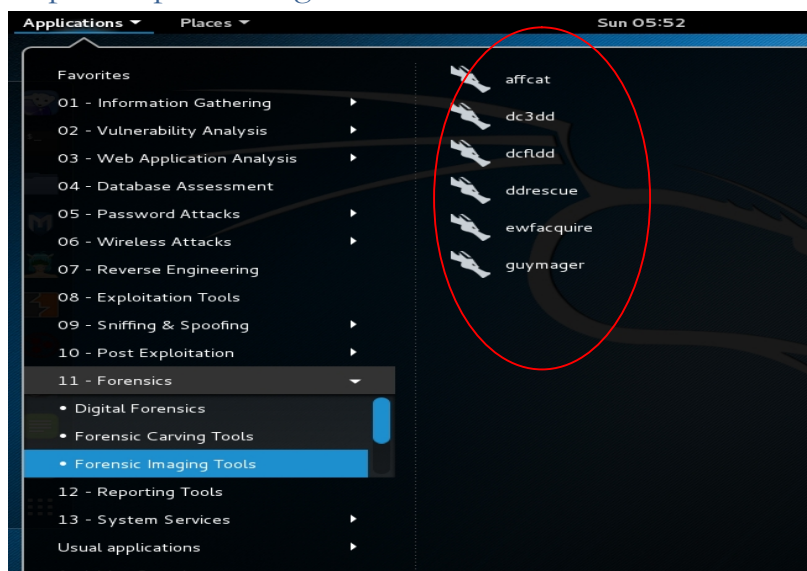 Applications Places Sun 05:52
Favorites
01 - Information Gathering
02 - Vulnerability Analysis
03 - Web Application Analysis
04 - Database Assessment
05 - Password Attacks
06 - Wireless Attacks
07 - Reverse Engineering
08 - Exploitation Tools
09 - Sniffing & Spoofing
10 - Post Exploitation
11 - Forensics
• Digital Forensics
• Forensic Carving Tools
• Forensic Imaging Tools
12 - Reporting Tools
13 - System Services
Usual applications
affcat
dc3dd
dcfldd
ddrescue
ewfacquire
guymager